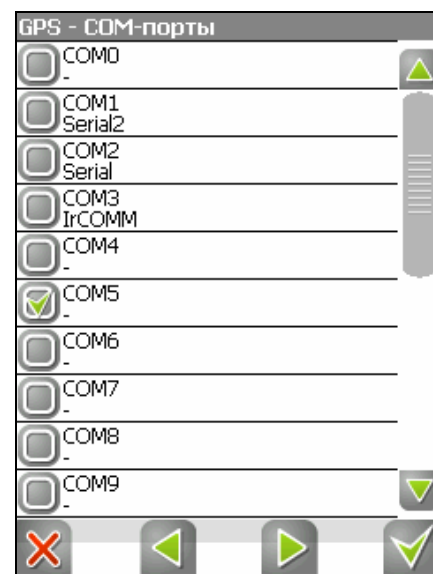 GPS - COM-порты
COM0
-
COM1
Serial2
COM2
Serial
COM3
IrCOMM
COM4
-
COM5
-
COM6
-
COM7
-
COM8
-
COM9
-